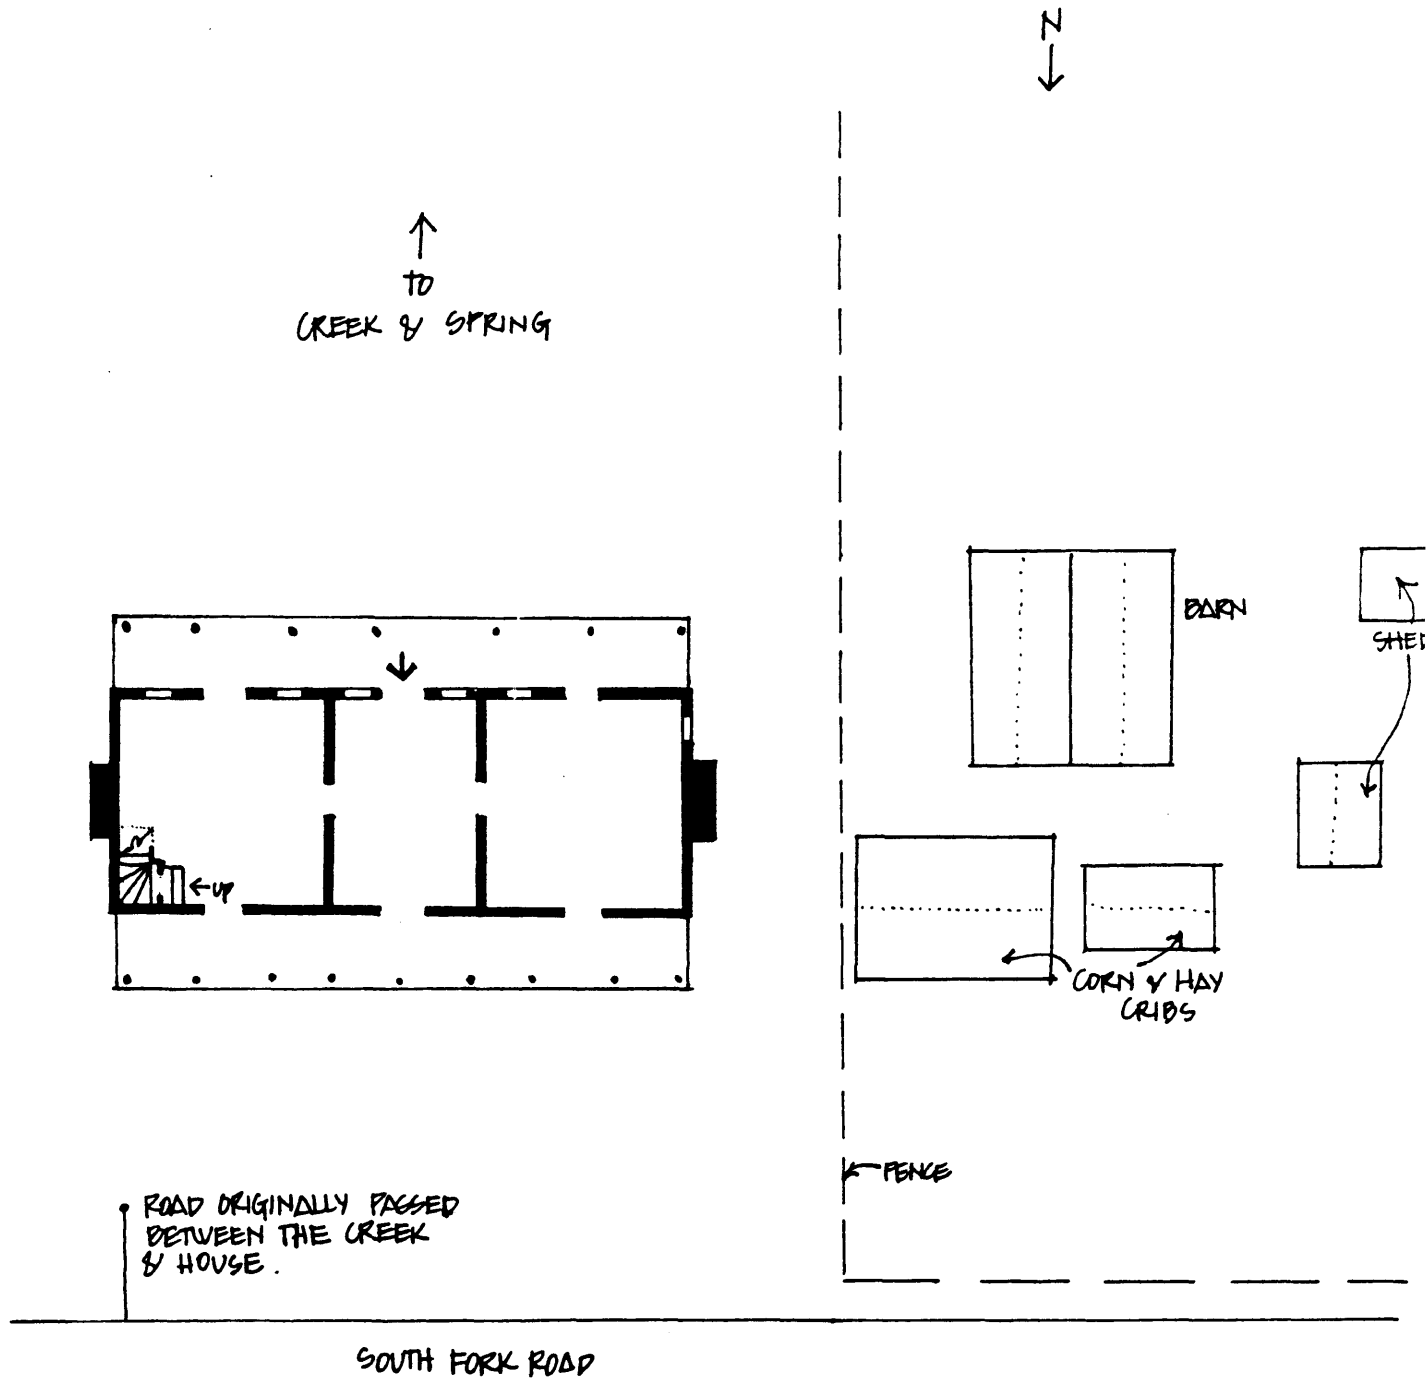 N
TO
CREEK & SPRING
BARN
SHED
UP
CORN & HAY
CRIBS
FENCE
ROAD ORIGINALLY PASSED
BETWEEN THE CREEK
& HOUSE.
SOUTH FORK ROAD